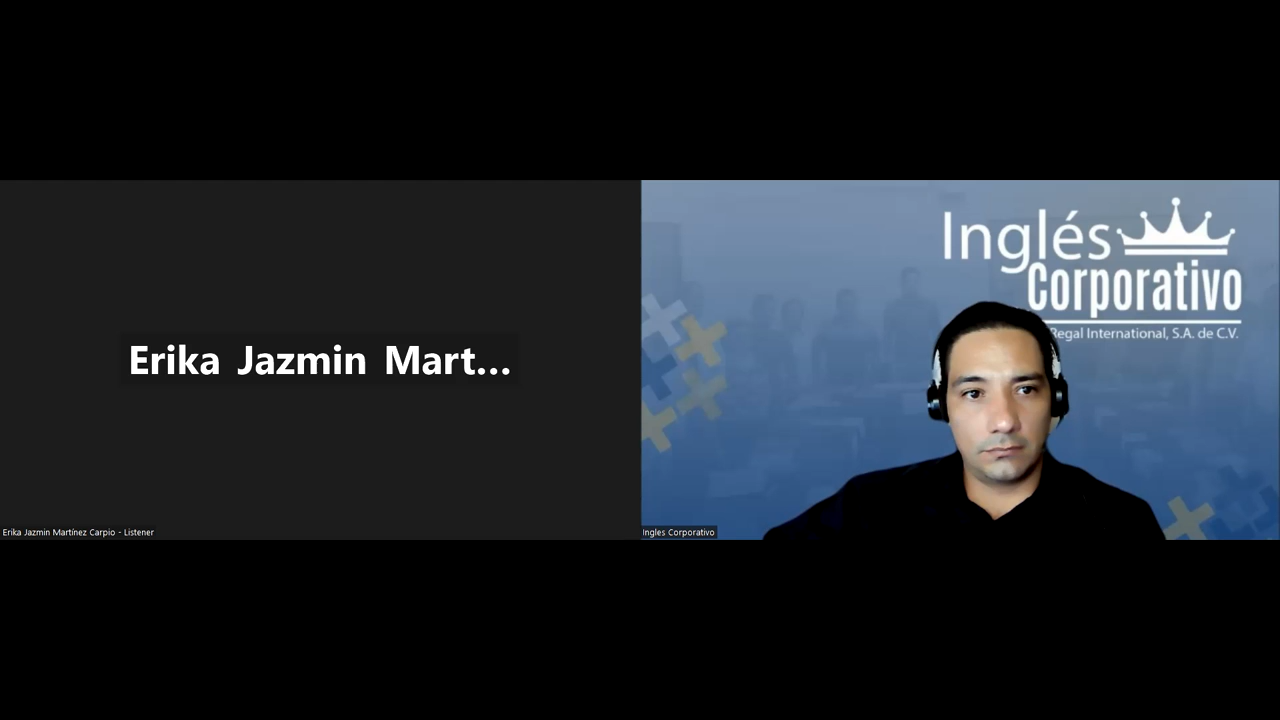 Erika Jazmin Mart...
Erika Jazmin Martínez Carpio - Listener
Inglés
Corporativo
Regal International, S.A. de C.V.
Ingles Corporativo